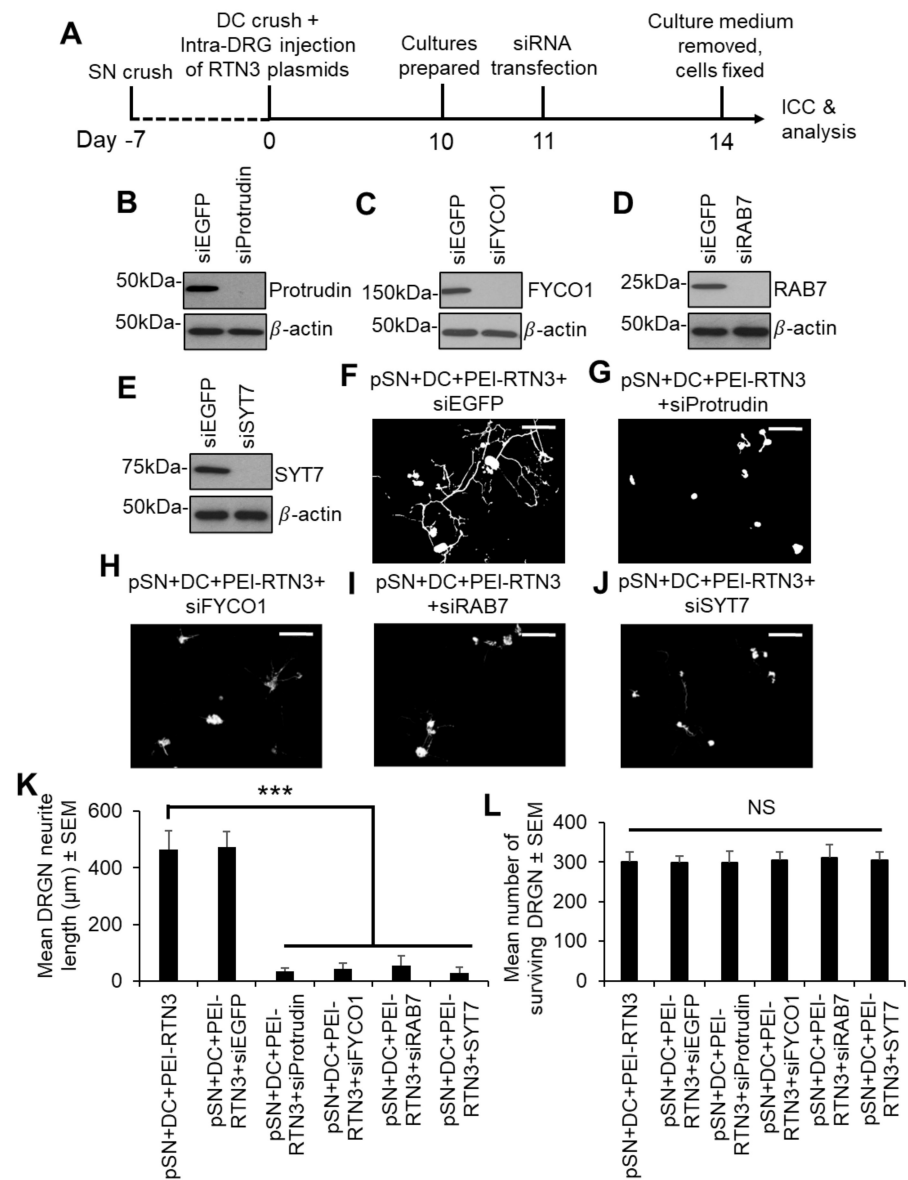 A
DC crush +
Intra-DRG injection
of RTN3 plasmids
SN crush
Cultures
prepared
siRNA
transfection
Culture medium
removed,
cells fixed
ICC &
analysis
Day -7
0
10
11
14
B
siEGFP
siProtrudin
50kDa-
Protrudin
50kDa-
β-actin
C
siEGFP
siFYCO1
150kDa-
FYCO1
50kDa-
β-actin
D
siEGFP
siRAB7
25kDa-
RAB7
50kDa-
β-actin
E
siEGFP
siSYT7
75kDa-
SYT7
50kDa-
β-actin
F
pSN+DC+PEI-RTN3+
siEGFP
G
pSN+DC+PEI-RTN3
+siProtrudin
H
pSN+DC+PEI-RTN3+
siFYCO1
I
pSN+DC+PEI-RTN3
+siRAB7
J
pSN+DC+PEI-RTN3+
siSYT7
K
Mean DRGN neurite
length (µm) ± SEM
600
400
200
0
***
pSN+DC+PEI-RTN3
pSN+DC+PEI-
RTN3+siEGFP
pSN+DC+PEI-
RTN3+siProtrudin
pSN+DC+PEI-
RTN3+siFYCO1
pSN+DC+PEI-
RTN3+siRAB7
pSN+DC+PEI-
RTN3+SYT7
L
Mean number of
surviving DRGN ± SEM
400
300
200
100
0
NS
pSN+DC+PEI-RTN3
pSN+DC+PEI-
RTN3+siEGFP
pSN+DC+PEI-
RTN3+siProtrudin
pSN+DC+PEI-
RTN3+siFYCO1
pSN+DC+PEI-
RTN3+siRAB7
pSN+DC+PEI-
RTN3+SYT7